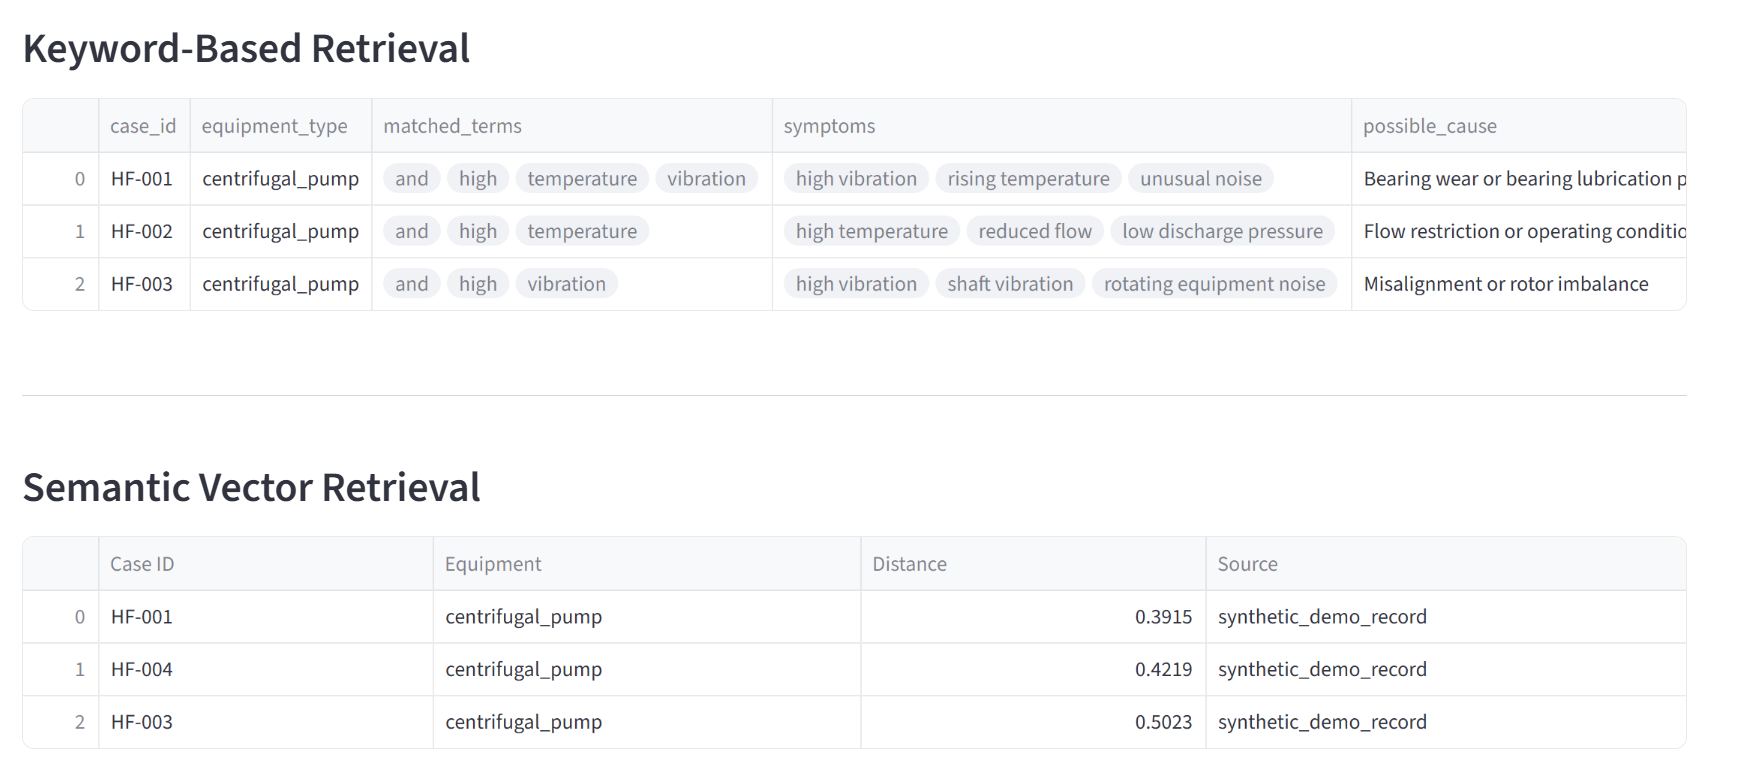 Keyword-Based Retrieval
case_id equipment_type matched_terms symptoms possible_cause
0 HF-001 centrifugal_pump and high temperature vibration high vibration rising temperature unusual noise Bearing wear or bearing lubrication p
1 HF-002 centrifugal_pump and high temperature high temperature reduced flow low discharge pressure Flow restriction or operating conditio
2 HF-003 centrifugal_pump and high vibration high vibration shaft vibration rotating equipment noise Misalignment or rotor imbalance
Semantic Vector Retrieval
Case ID Equipment Distance Source
0 HF-001 centrifugal_pump 0.3915 synthetic_demo_record
1 HF-004 centrifugal_pump 0.4219 synthetic_demo_record
2 HF-003 centrifugal_pump 0.5023 synthetic_demo_record